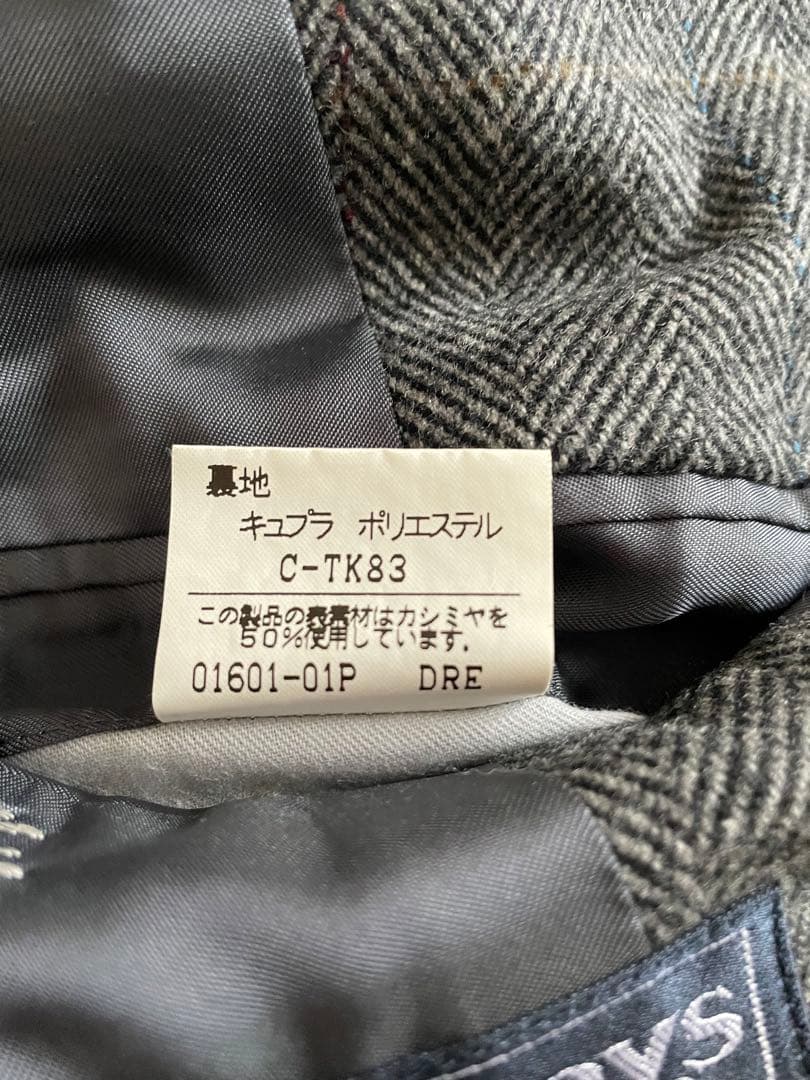 裏地
キュプラ ポリエステル
C-TK83
この製品の表素材はカシミヤを
50%使用しています.
01601-01P DRE